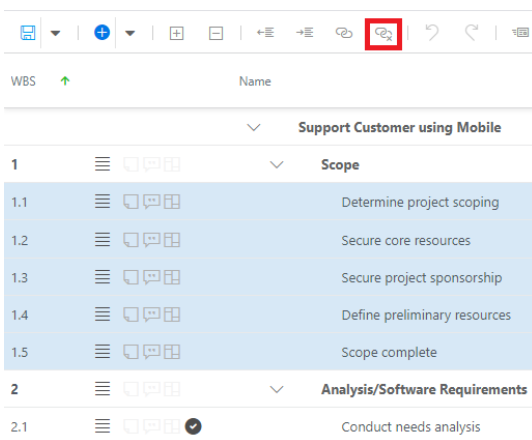 WBS Name
Support Customer using Mobile
1 Scope
1.1 Determine project scoping
1.2 Secure core resources
1.3 Secure project sponsorship
1.4 Define preliminary resources
1.5 Scope complete
2 Analysis/Software Requirements
2.1 Conduct needs analysis